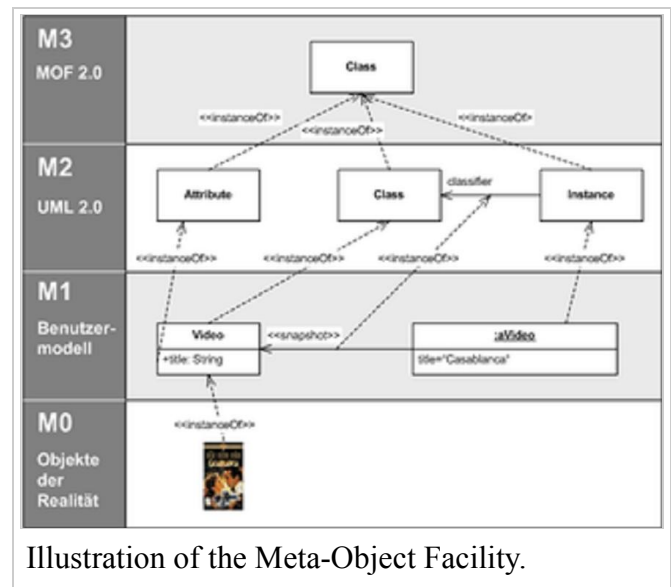 M3
MOF 2.0
Class
<<instanceOf>>
<<instanceOf>>
<<instanceOf>
M2
UML 2.0
Attribute
Class
classifier
Instance
<<instanceOf>>
<<instanceOf>>
<<instanceOf>>
<<instanceOf>>
M1
Benutzer-
modell
Video
+title: String
<<snapshot>>
:aVideo
title="Casablanca"
M0
Objekte
der
Realität
<<instanceOf>>
Illustration of the Meta-Object Facility.